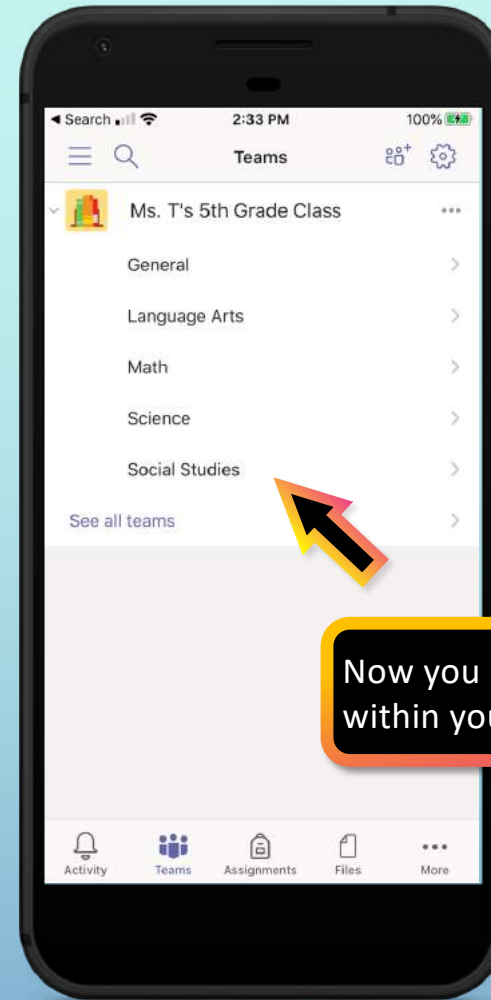 Search 2:33 PM 100%
Teams
Ms. T's 5th Grade Class
General
Language Arts
Math
Science
Social Studies
See all teams
Now you
within
Activity Teams Assignments Files More